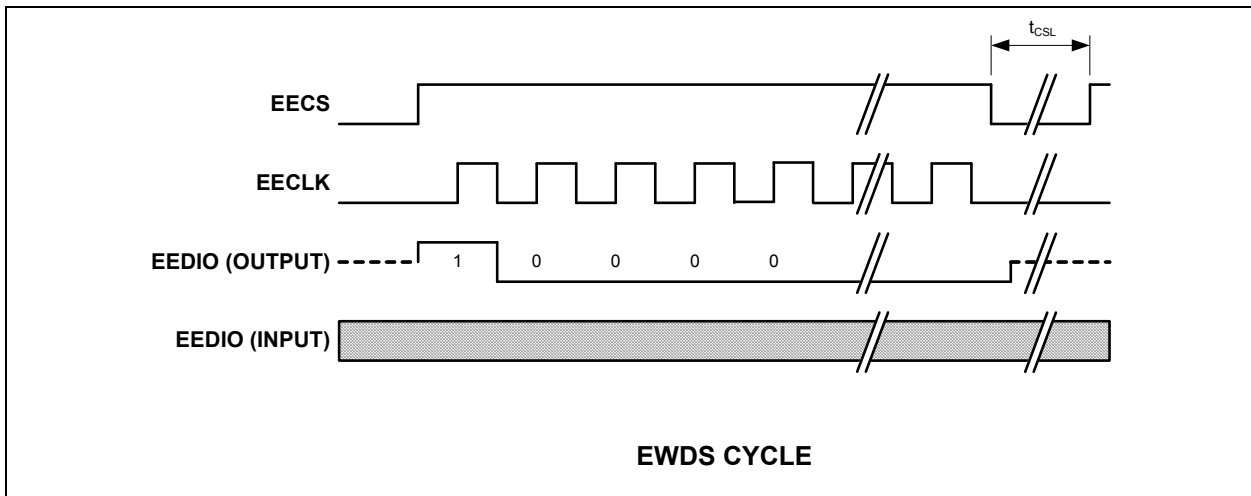 tCSL
EECS
EECLK
EEDIO (OUTPUT)
1 0 0 0 0
EEDIO (INPUT)
EWDS CYCLE